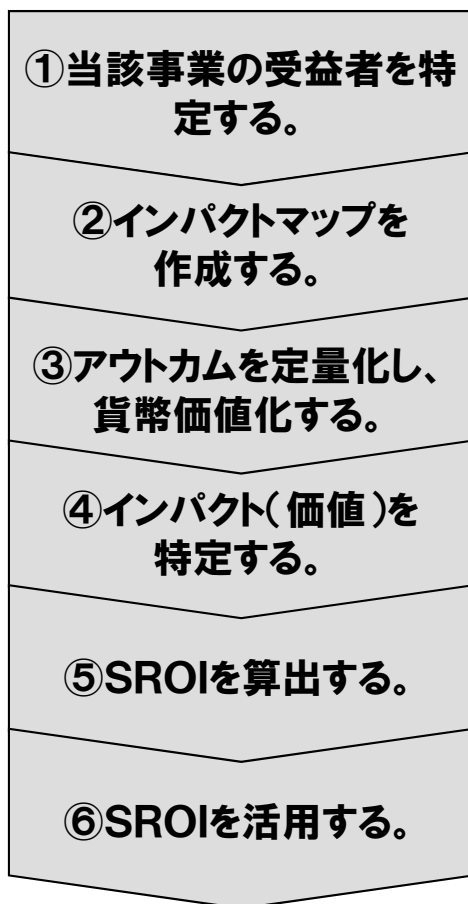 ①当該事業の受益者を特
定する。
②インパクトマップを
作成する。
③アウトカムを定量化し、
貨幣価値化する。
④インパクト(価値)を
特定する。
⑤SROIを算出する。
⑥SROIを活用する。